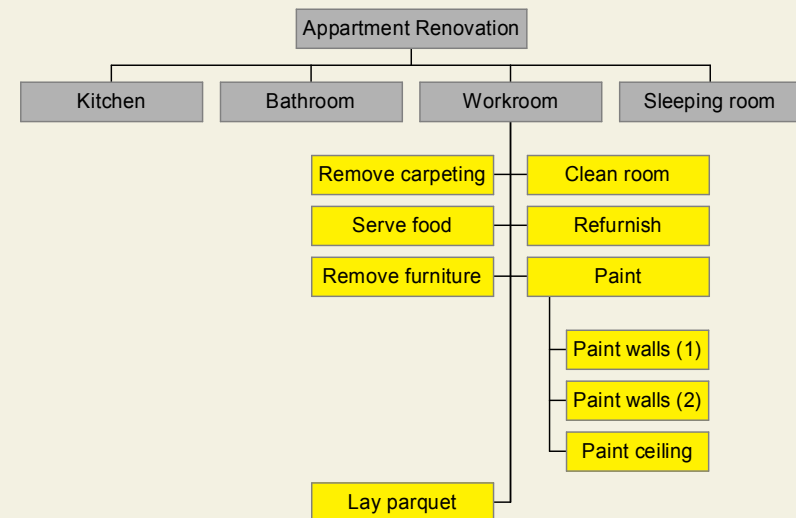 Appartment Renovation
Kitchen
Bathroom
Workroom
Sleeping room
Remove carpeting
Clean room
Serve food
Refurnish
Remove furniture
Paint
Paint walls (1)
Paint walls (2)
Paint ceiling
Lay parquet